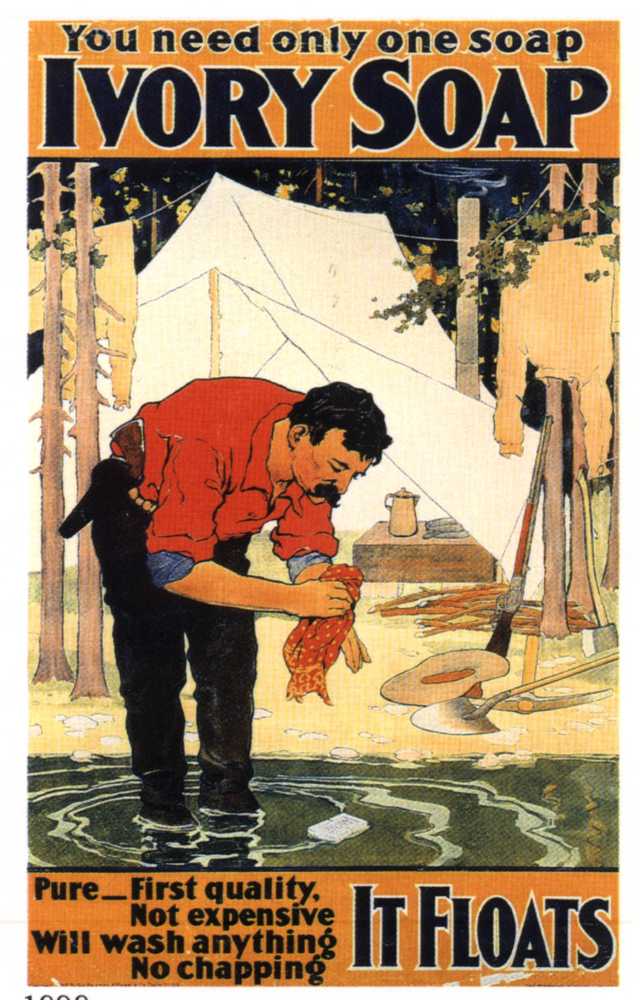 You need only one soap
IVORY SOAP
IVORY
Pure—First quality,
Not expensive
Will wash anything
No chapping
IT FLOATS